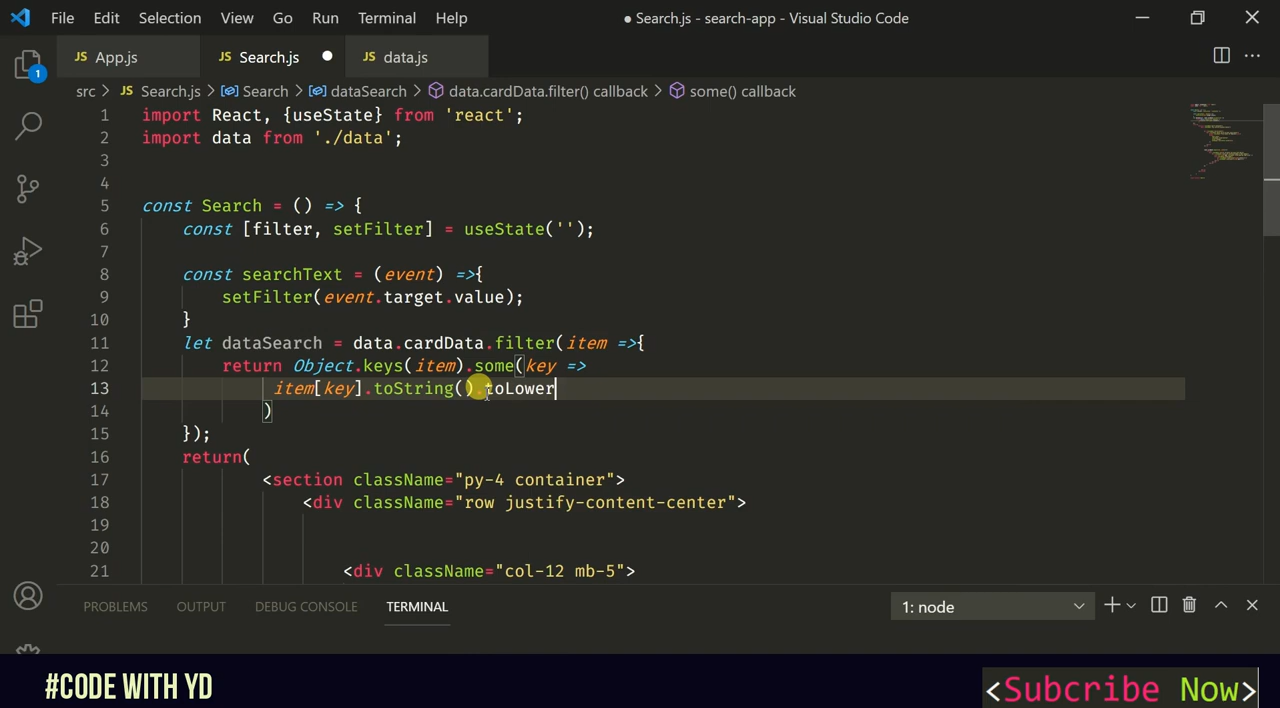 File Edit Selection View Go Run Terminal Help ● Search.js - search-app - Visual Studio Code
JS App.js JS Search.js ● JS data.js
1
src > JS Search.js > Search > dataSearch > data.cardData.filter() callback > some() callback
1 import React, {useState} from 'react';
2 import data from './data';
3
4
5 const Search = () => {
6 const [filter, setFilter] = useState('');
7
8 const searchText = (event) =>{
9 setFilter(event.target.value);
10 }
11 let dataSearch = data.cardData.filter(item =>{
12 return Object.keys(item).some(key =>
13 item[key].toString().toLower
14 )
15 });
16 return(
17 <section className="py-4 container">
18 <div className="row justify-content-center">
19
20
21 <div className="col-12 mb-5">
PROBLEMS OUTPUT DEBUG CONSOLE TERMINAL 1: node
#CODE WITH YD
<Subcribe Now>